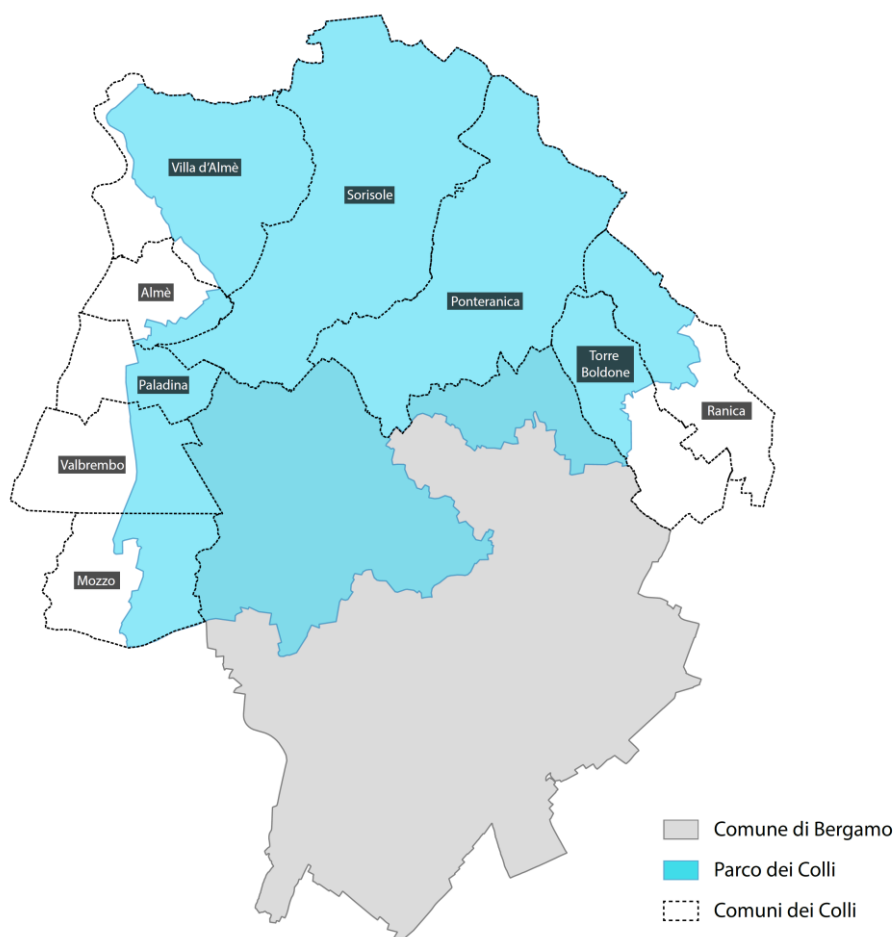 Villa d'Almè
Sorisole
Almè
Ponteranica
Torre
Boldone
Paladina
Ranica
Valbrembo
Mozzo
Comune di Bergamo
Parco dei Colli
Comuni dei Colli